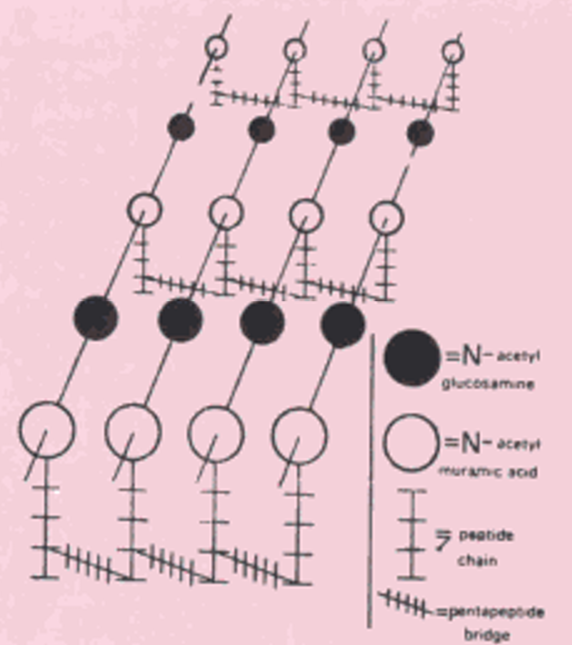 =N-acetyl
glucosamine
=N-acetyl
muramic acid
= peptide
chain
=pentapeptide
bridge